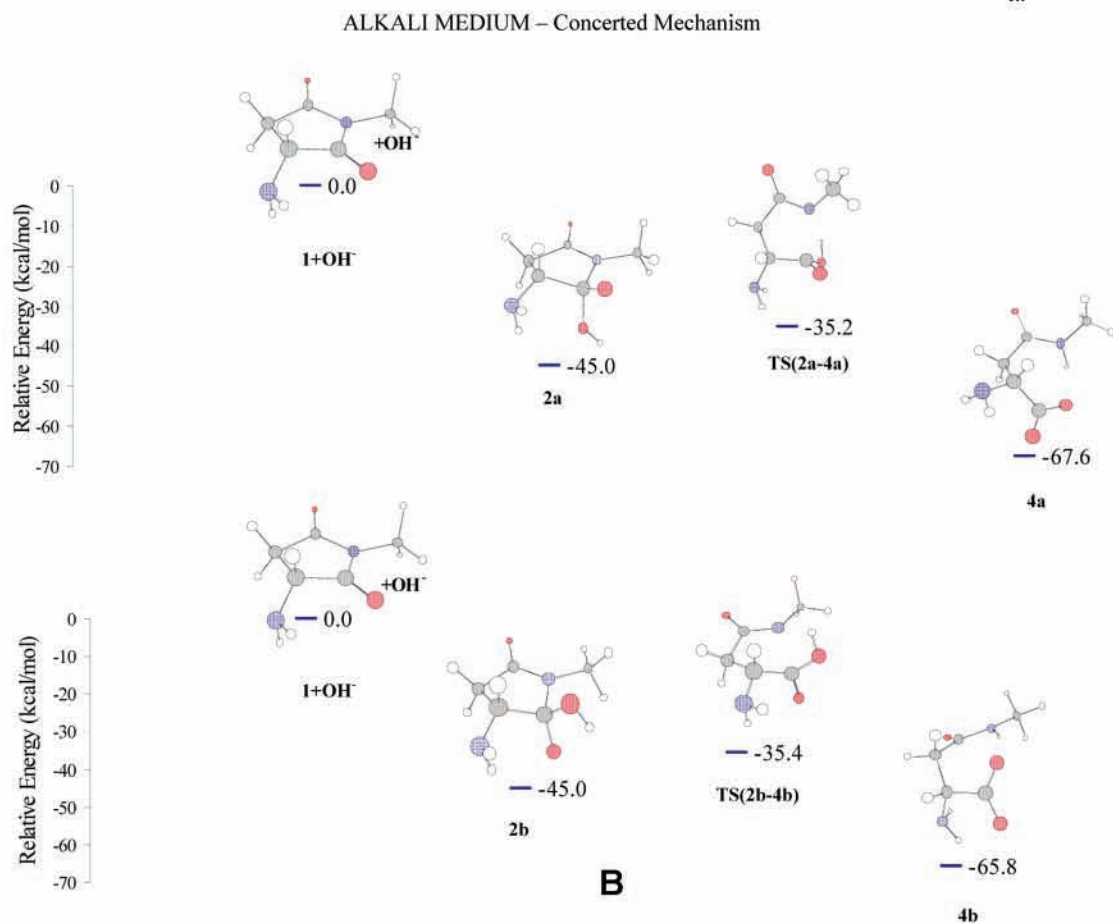 ALKALI MEDIUM – Concerted Mechanism
Relative Energy (kcal/mol)
0
-10
-20
-30
-40
-50
-60
-70
+OH⁻
0.0
1+OH⁻
-45.0
2a
-35.2
TS(2a-4a)
-67.6
4a
Relative Energy (kcal/mol)
0
-10
-20
-30
-40
-50
-60
-70
+OH⁻
0.0
1+OH⁻
-45.0
2b
-35.4
TS(2b-4b)
-65.8
4b
B